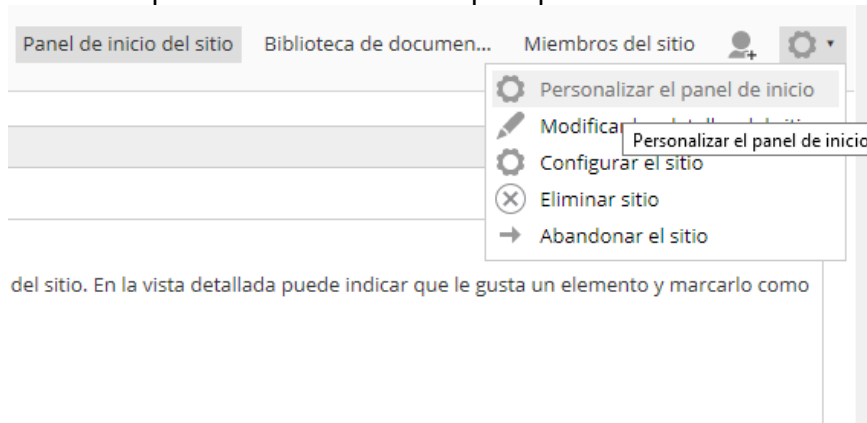 Panel de inicio del sitio Biblioteca de documen... Miembros del sitio
Personalizar el panel de inicio
Modificar
Personalizar el panel de inicio
Configurar el sitio
Eliminar sitio
Abandonar el sitio
del sitio. En la vista detallada puede indicar que le gusta un elemento y marcarlo como